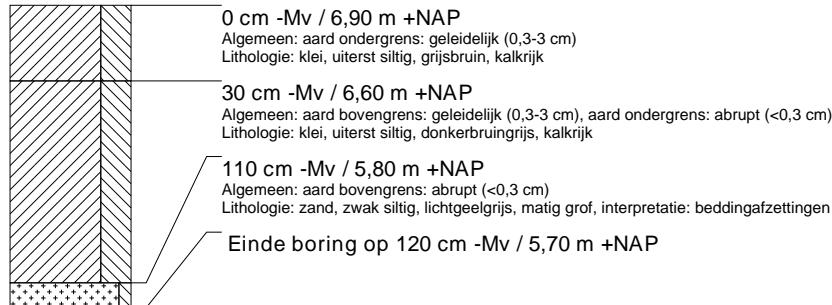 0 cm -Mv / 6,90 m +NAP
Algemeen: aard ondergrens: geleidelijk (0,3-3 cm)
Lithologie: klei, uiterst siltig, grijsbruin, kalkrijk
30 cm -Mv / 6,60 m +NAP
Algemeen: aard bovengrens: geleidelijk (0,3-3 cm), aard ondergrens: abrupt (<0,3 cm)
Lithologie: klei, uiterst siltig, donkerbruingrijs, kalkrijk
110 cm -Mv / 5,80 m +NAP
Algemeen: aard bovengrens: abrupt (<0,3 cm)
Lithologie: zand, zwak siltig, lichtgeelgrijs, matig grof, interpretatie: beddingafzettingen
Einde boring op 120 cm -Mv / 5,70 m +NAP